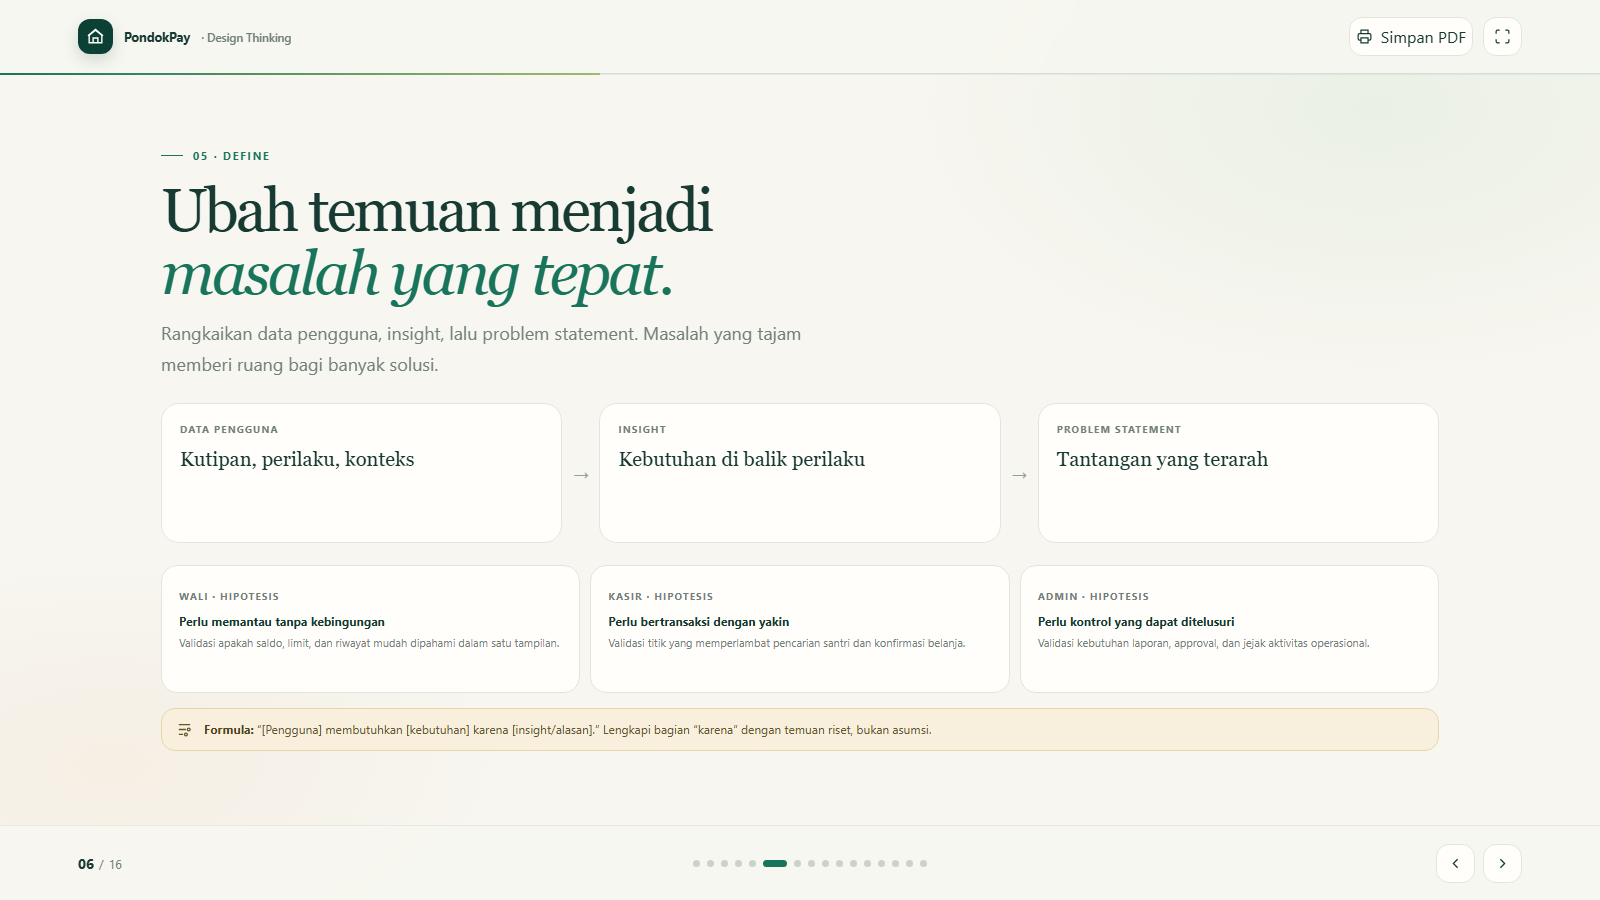 PondokPay · Design Thinking
Simpan PDF
05 · DEFINE
Ubah temuan menjadi
masalah yang tepat.
Rangkaikan data pengguna, insight, lalu problem statement. Masalah yang tajam
memberi ruang bagi banyak solusi.
DATA PENGGUNA
Kutipan, perilaku, konteks
→
INSIGHT
Kebutuhan di balik perilaku
→
PROBLEM STATEMENT
Tantangan yang terarah
WALI · HIPOTESIS
Perlu memantau tanpa kebingungan
Validasi apakah saldo, limit, dan riwayat mudah dipahami dalam satu tampilan.
KASIR · HIPOTESIS
Perlu bertransaksi dengan yakin
Validasi titik yang memperlambat pencarian santri dan konfirmasi belanja.
ADMIN · HIPOTESIS
Perlu kontrol yang dapat ditelusuri
Validasi kebutuhan laporan, approval, dan jejak aktivitas operasional.
Formula: “[Pengguna] membutuhkan [kebutuhan] karena [insight/alasan].” Lengkapi bagian “karena” dengan temuan riset, bukan asumsi.
06 / 16